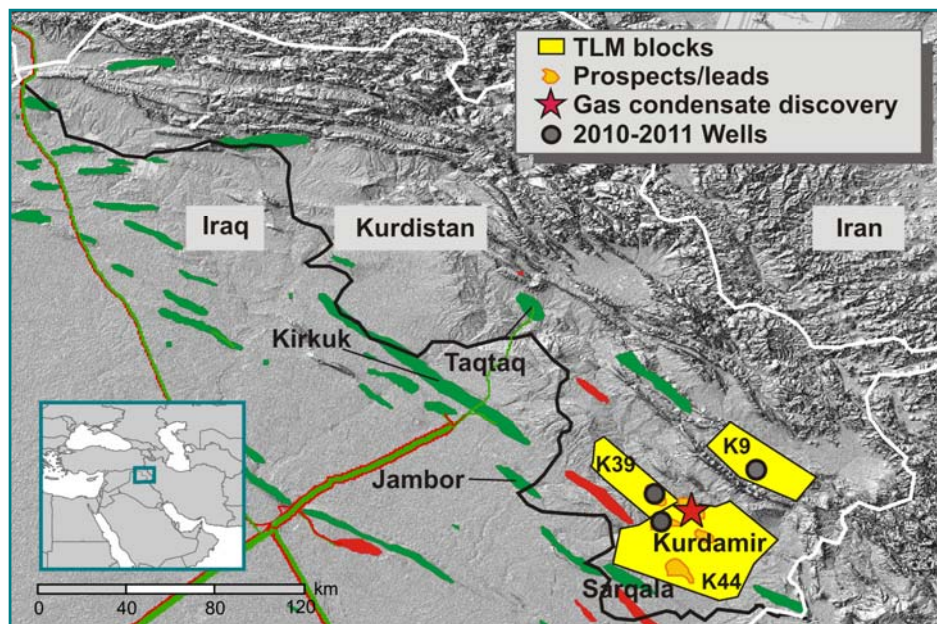 TLM blocks
Prospects/leads
Gas condensate discovery
2010-2011 Wells
Iraq
Kurdistan
Iran
Kirkuk
Taqtaq
K9
K39
Jambor
Kurdamir
K44
Sarqala
km
0 40 80 120